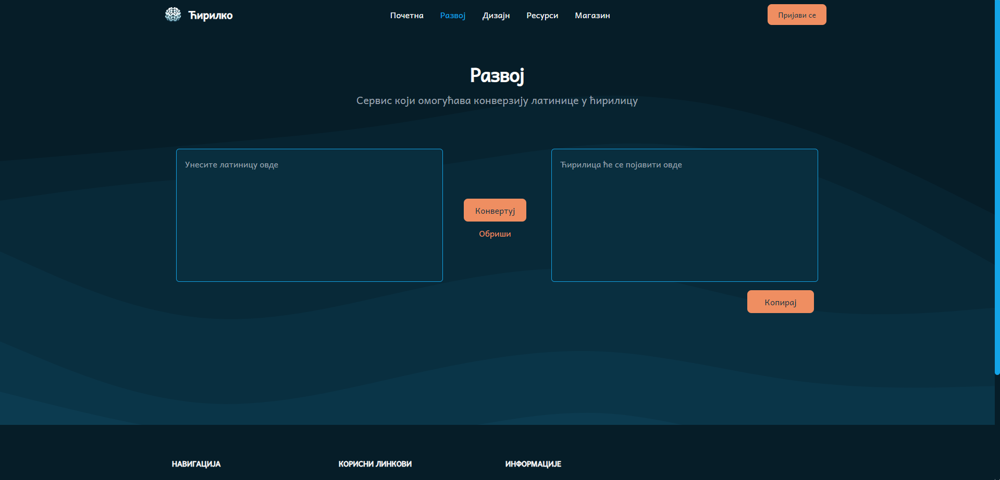 Ћирилко
Почетна
Развој
Дизајн
Ресурси
Магазин
Пријави се
Развој
Сервис који омогућава конверзију латинице у ћирилицу
Унесите латиницу овде
Конвертуј
Обриши
Ћирилица ће се појавити овде
Копирај
НАВИГАЦИЈА
КОРИСНИ ЛИНКОВИ
ИНФОРМАЦИЈЕ